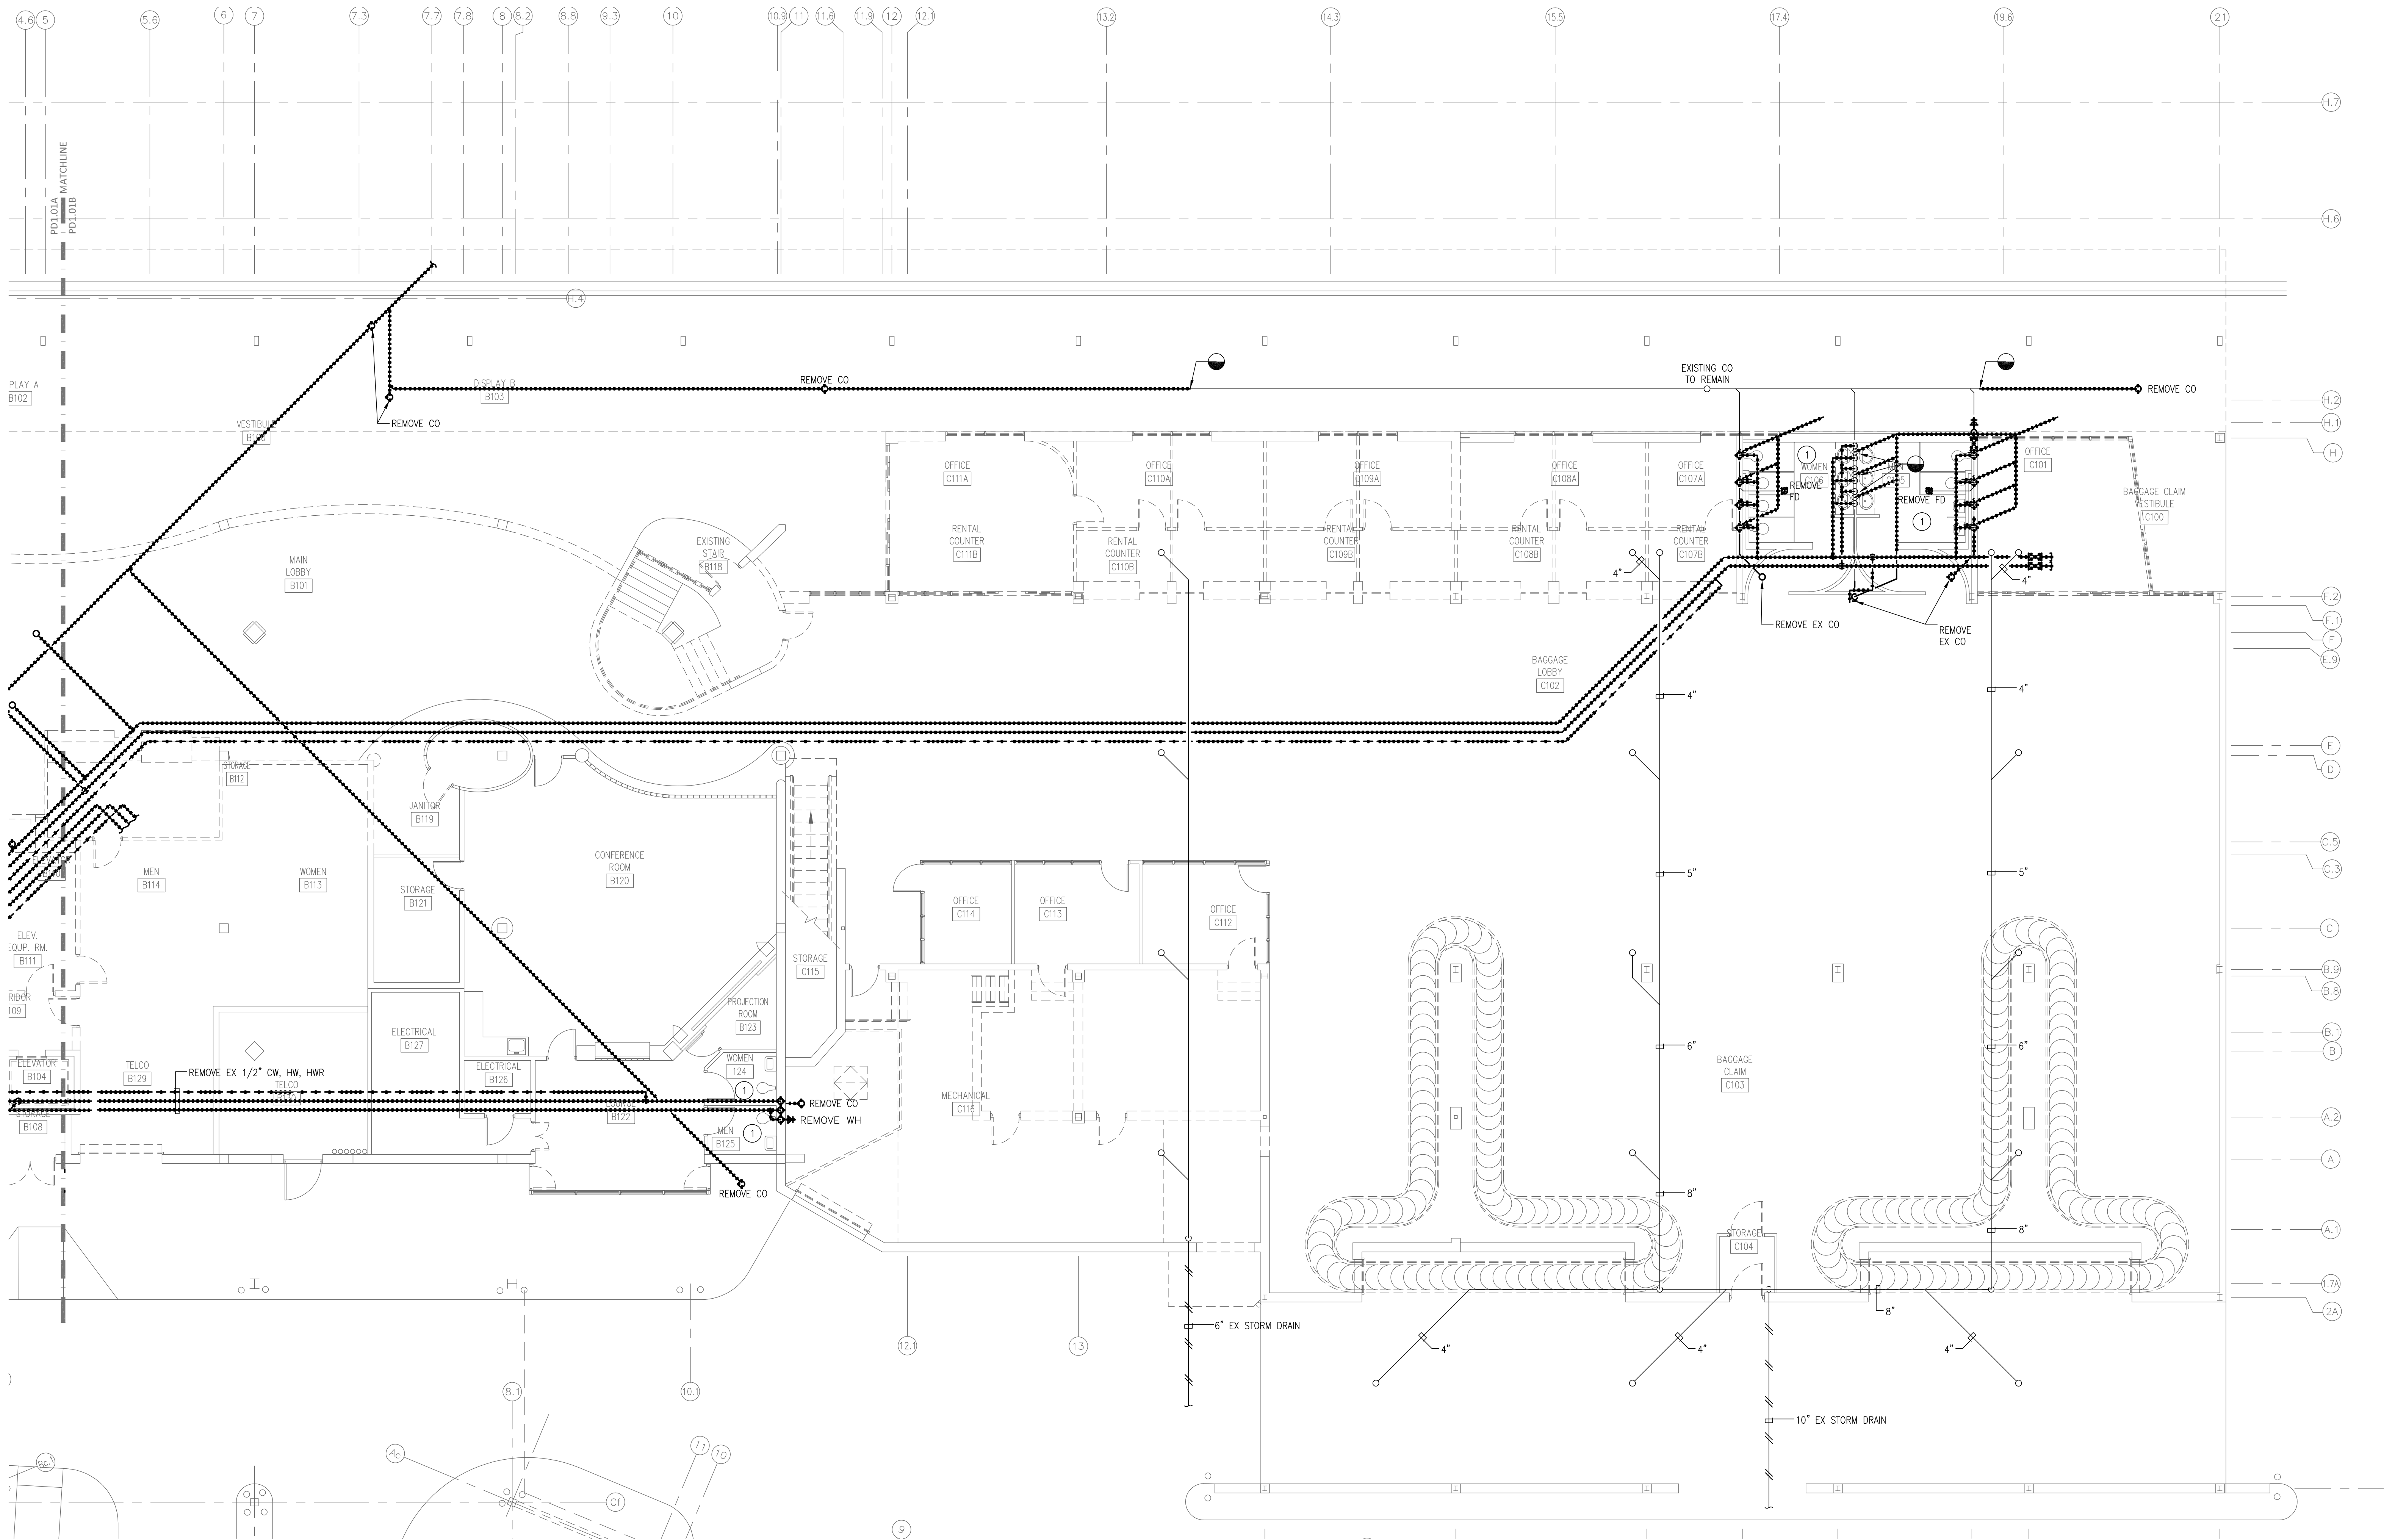 4.6
5
5.6
6
7
7.3
7.7
7.8
8
8.2
8.8
9.3
10
10.9
11
11.6
11.9
12
12.1
13.2
14.3
15.5
17.4
19.6
21
H.7
PD1.01A
MATCHLINE
PD1.01B
H.6
H.4
PLAY A
B102
DISPLAY B
B103
REMOVE CO
REMOVE CO
EXISTING CO
TO REMAIN
REMOVE CO
H.2
H.1
H
OFFICE
C111A
OFFICE
C110A
OFFICE
C109A
OFFICE
C108A
OFFICE
C107A
1
WOMEN
C106
REMOVE
FD
REMOVE FD
1
OFFICE
C101
BAGGAGE CLAIM
VESTIBULE
C100
RENTAL
COUNTER
C111B
RENTAL
COUNTER
C110B
RENTAL
COUNTER
C109B
RENTAL
COUNTER
C108B
RENTAL
COUNTER
C107B
EXISTING
STAIR
B118
MAIN
LOBBY
B101
4"
4"
REMOVE EX CO
REMOVE
EX CO
F.2
F.1
F
E.9
BAGGAGE
LOBBY
C102
4"
4"
E
D
STORAGE
B112
JANITOR
B119
CONFERENCE
ROOM
B120
MEN
B114
WOMEN
B113
STORAGE
B121
5"
5"
C.5
C.3
OFFICE
C114
OFFICE
C113
OFFICE
C112
C
ELEV.
EQUP. RM.
B111
RIDOR
109
STORAGE
C115
B.9
B.8
PROJECTION
ROOM
B123
ELECTRICAL
B127
6"
6"
B.1
B
ELEVATOR
B104
TELCO
B129
REMOVE EX 1/2" CW, HW, HWR
TELCO
ELECTRICAL
B126
WOMEN
124
1
BAGGAGE
CLAIM
C103
STORAGE
B108
B122
REMOVE CO
REMOVE WH
MEN
B125
1
MECHANICAL
C116
A.2
A
REMOVE CO
8"
8"
STORAGE
C104
A.1
1.7A
2A
8"
6" EX STORM DRAIN
12.1
13
4"
4"
4"
8.1
10.1
10" EX STORM DRAIN
Ac
11
10
Cf
9